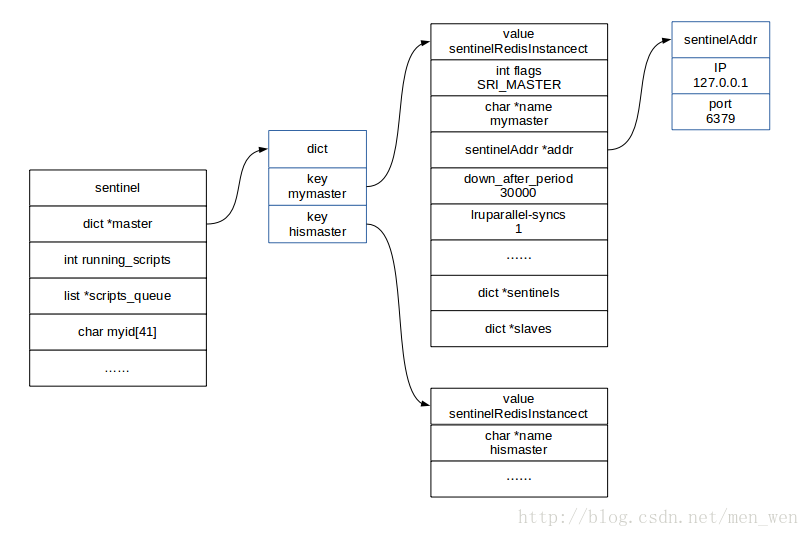 sentinel
dict *master
int running_scripts
list *scripts_queue
char myid[41]
……
dict
key
mymaster
key
hismaster
value
sentinelRedisInstancect
int flags
SRI_MASTER
char *name
mymaster
sentinelAddr *addr
down_after_period
30000
lruparallel-syncs
1
……
dict *sentinels
dict *slaves
sentinelAddr
IP
127.0.0.1
port
6379
value
sentinelRedisInstancect
char *name
hismaster
……
http://blog.csdn.net/men_wen